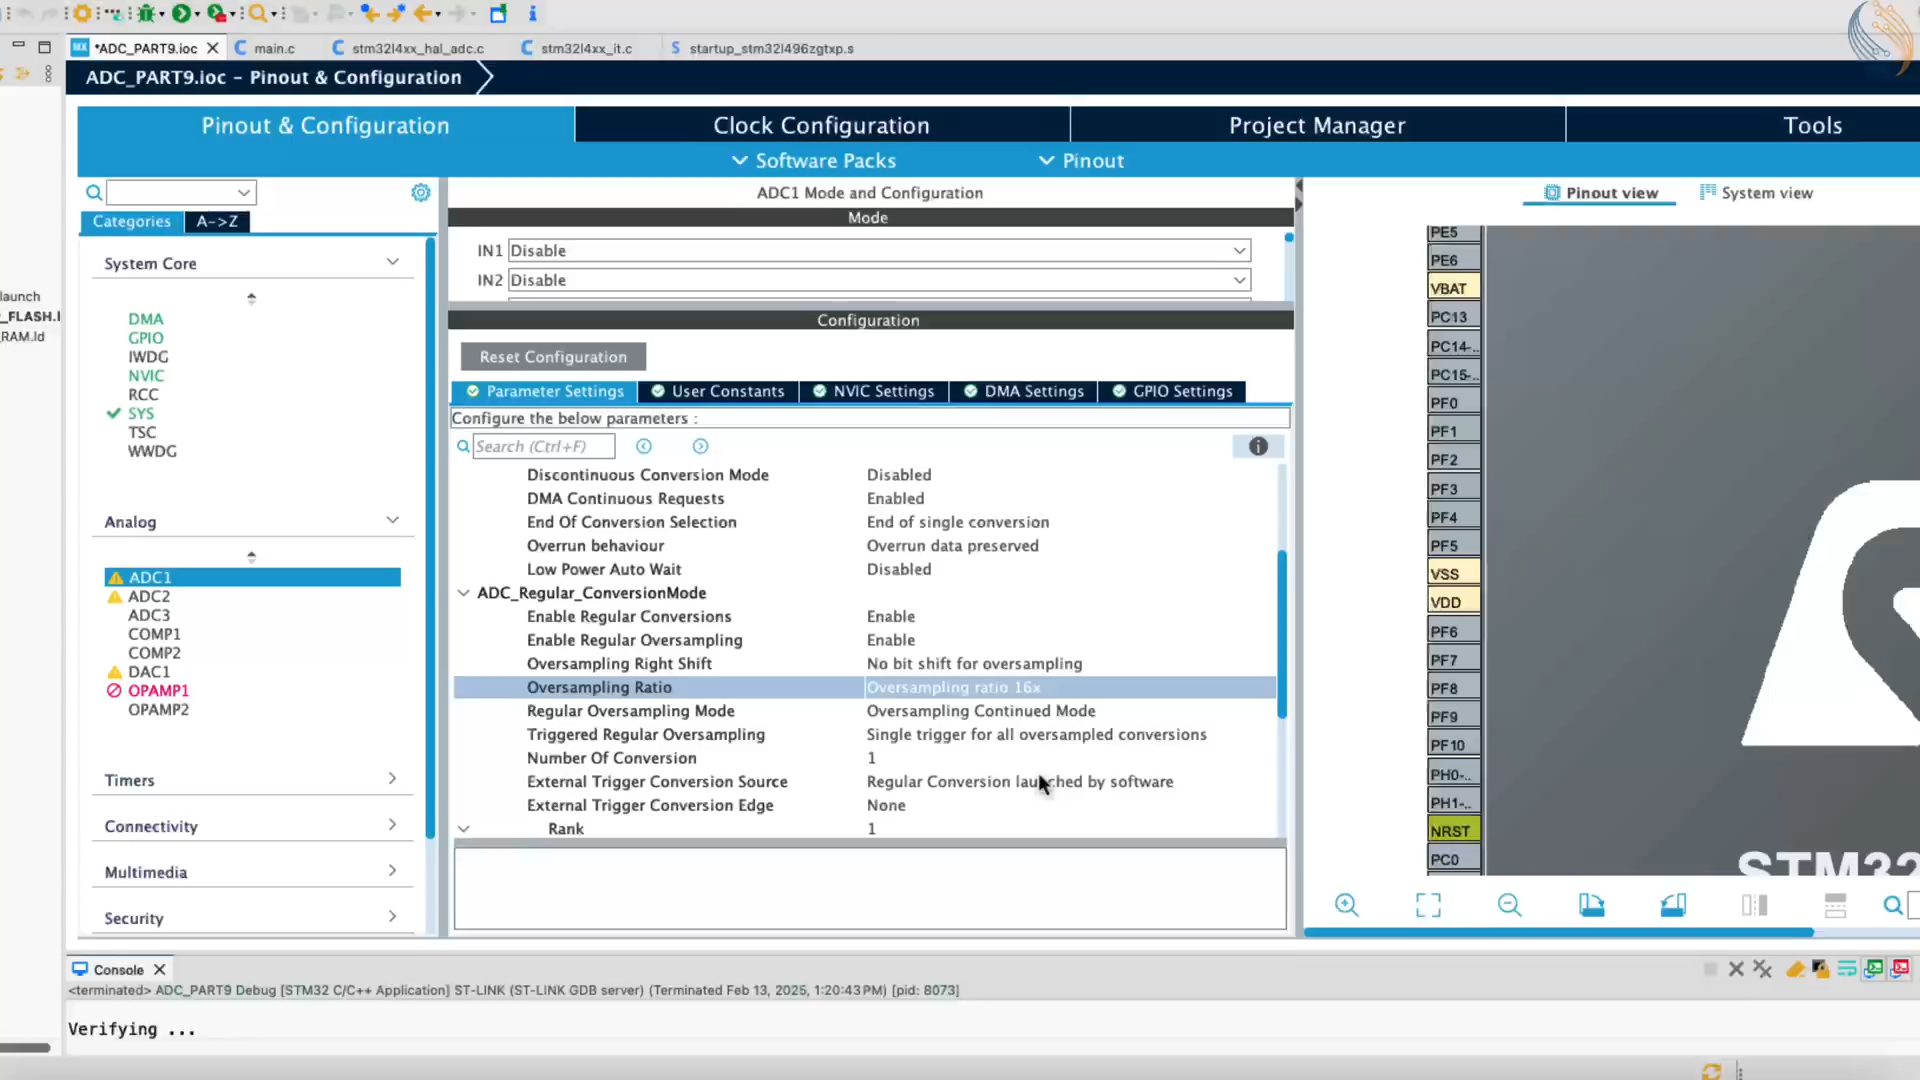 *ADC_PART9.ioc
main.c
stm32l4xx_hal_adc.c
stm32l4xx_it.c
startup_stm32l496zgtxp.s
ADC_PART9.ioc - Pinout & Configuration
Pinout & Configuration
Clock Configuration
Project Manager
Tools
Software Packs
Pinout
ADC1 Mode and Configuration
Pinout view
System view
Categories
A->Z
Mode
System Core
IN1 Disable
IN2 Disable
launch
_FLASH.l
RAM.ld
DMA
GPIO
IWDG
NVIC
RCC
SYS
TSC
WWDG
Analog
ADC1
ADC2
ADC3
COMP1
COMP2
DAC1
OPAMP1
OPAMP2
Timers
Connectivity
Multimedia
Security
Configuration
Reset Configuration
Parameter Settings
User Constants
NVIC Settings
DMA Settings
GPIO Settings
Configure the below parameters :
Search (Ctrl+F)
Discontinuous Conversion Mode Disabled
DMA Continuous Requests Enabled
End Of Conversion Selection End of single conversion
Overrun behaviour Overrun data preserved
Low Power Auto Wait Disabled
ADC_Regular_ConversionMode
Enable Regular Conversions Enable
Enable Regular Oversampling Enable
Oversampling Right Shift No bit shift for oversampling
Oversampling Ratio Oversampling ratio 16x
Regular Oversampling Mode Oversampling Continued Mode
Triggered Regular Oversampling Single trigger for all oversampled conversions
Number Of Conversion 1
External Trigger Conversion Source Regular Conversion launched by software
External Trigger Conversion Edge None
Rank 1
PE5
PE6
VBAT
PC13
PC14-..
PC15-..
PF0
PF1
PF2
PF3
PF4
PF5
VSS
VDD
PF6
PF7
PF8
PF9
PF10
PH0-..
PH1-..
NRST
PC0
STM32
Console
<terminated> ADC_PART9 Debug [STM32 C/C++ Application] ST-LINK (ST-LINK GDB server) (Terminated Feb 13, 2025, 1:20:43 PM) [pid: 8073]
Verifying ...